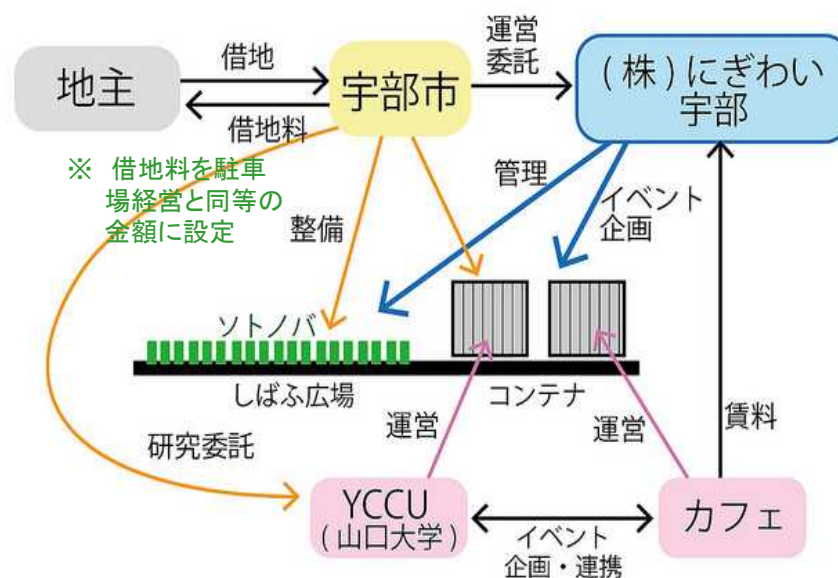 地主
借地
借地料
宇部市
運営
委託
(株)にぎわい
宇部
※ 借地料を駐車
場経営と同等の
金額に設定
整備
管理
イベント
企画
ソトノバ
しばふ広場
コンテナ
研究委託
運営
運営
賃料
YCCU
(山口大学)
イベント
企画・連携
カフェ